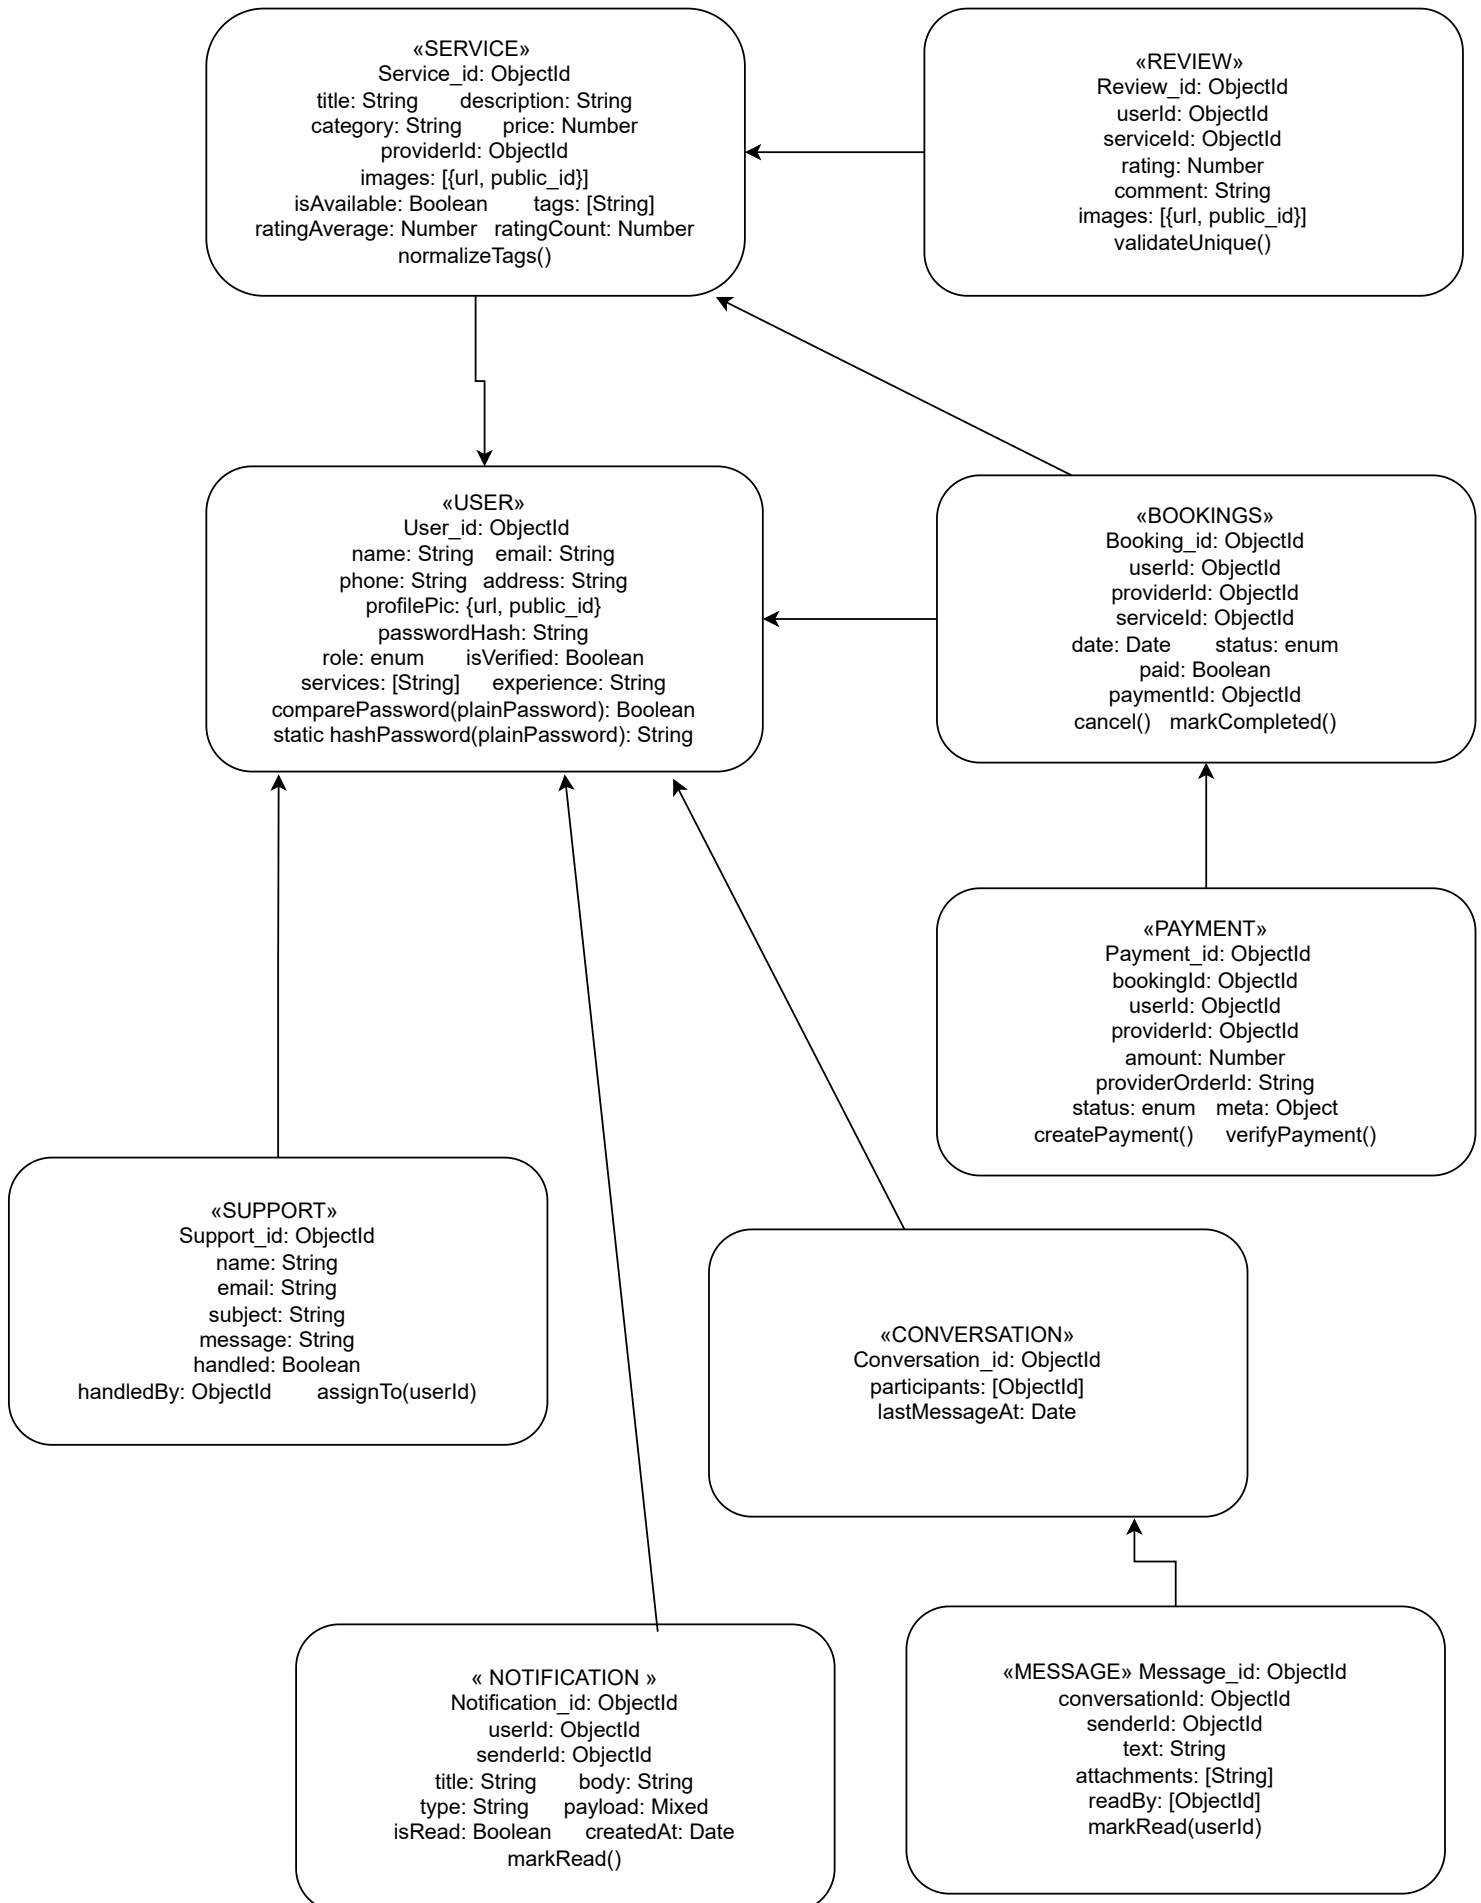 «SERVICE»
Service_id: ObjectId
title: String description: String
category: String price: Number
providerId: ObjectId
images: [{url, public_id}]
isAvailable: Boolean tags: [String]
ratingAverage: Number ratingCount: Number
normalizeTags()
«REVIEW»
Review_id: ObjectId
userId: ObjectId
serviceId: ObjectId
rating: Number
comment: String
images: [{url, public_id}]
validateUnique()
«USER»
User_id: ObjectId
name: String email: String
phone: String address: String
profilePic: {url, public_id}
passwordHash: String
role: enum isVerified: Boolean
services: [String] experience: String
comparePassword(plainPassword): Boolean
static hashPassword(plainPassword): String
«BOOKINGS»
Booking_id: ObjectId
userId: ObjectId
providerId: ObjectId
serviceId: ObjectId
date: Date status: enum
paid: Boolean
paymentId: ObjectId
cancel() markCompleted()
«PAYMENT»
Payment_id: ObjectId
bookingId: ObjectId
userId: ObjectId
providerId: ObjectId
amount: Number
providerOrderId: String
status: enum meta: Object
createPayment() verifyPayment()
«SUPPORT»
Support_id: ObjectId
name: String
email: String
subject: String
message: String
handled: Boolean
handledBy: ObjectId assignTo(userId)
«CONVERSATION»
Conversation_id: ObjectId
participants: [ObjectId]
lastMessageAt: Date
« NOTIFICATION »
Notification_id: ObjectId
userId: ObjectId
senderId: ObjectId
title: String body: String
type: String payload: Mixed
isRead: Boolean createdAt: Date
markRead()
«MESSAGE» Message_id: ObjectId
conversationId: ObjectId
senderId: ObjectId
text: String
attachments: [String]
readBy: [ObjectId]
markRead(userId)